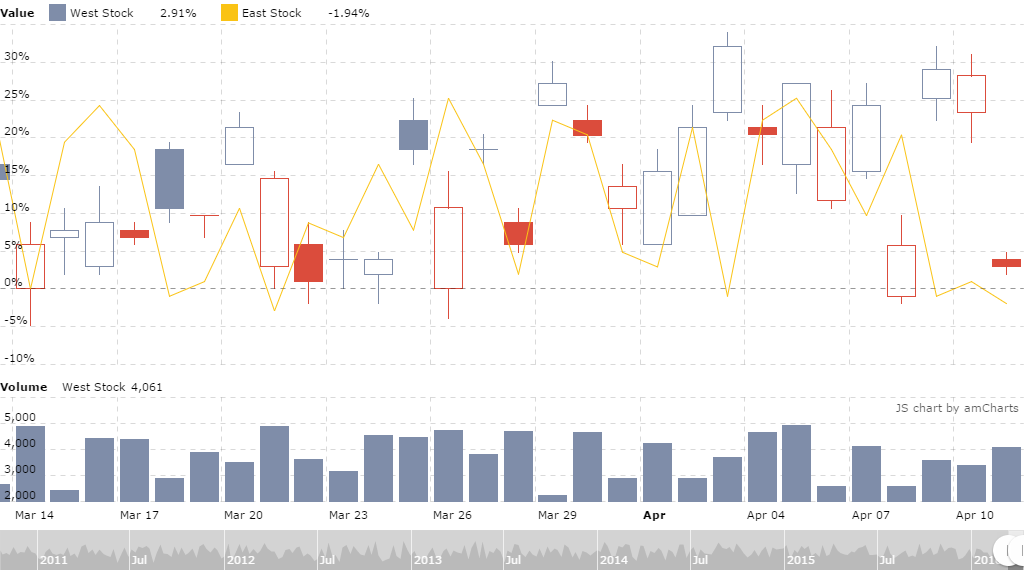 Value West Stock 2.91% East Stock -1.94%
30%
25%
20%
15%
10%
5%
0%
-5%
-10%
Volume West Stock 4,061
JS chart by amCharts
5,000
4,000
3,000
2,000
Mar 14 Mar 17 Mar 20 Mar 23 Mar 26 Mar 29 Apr Apr 04 Apr 07 Apr 10
2011 Jul 2012 Jul 2013 Jul 2014 Jul 2015 Jul